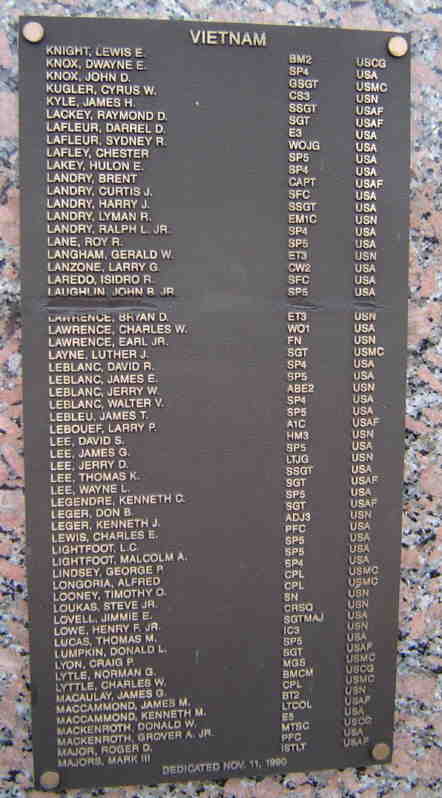 VIETNAM
KNIGHT, LEWIS E. BM2 USCG
KNOX, DWAYNE E. SP4 USA
KNOX, JOHN D. GSGT USMC
KUGLER, CYRUS W. CS3 USN
KYLE, JAMES H. SSGT USAF
LACKEY, RAYMOND D. SGT USAF
LAFLEUR, DARREL D. E3 USA
LAFLEUR, SYDNEY R. WOJG USA
LAFLEY, CHESTER SP5 USA
LAKEY, HULON E. SP4 USA
LANDRY, BRENT CAPT USAF
LANDRY, CURTIS J. SFC USA
LANDRY, HARRY J. SSGT USA
LANDRY, LYMAN R. EM1C USN
LANDRY, RALPH L. JR. SP4 USA
LANE, ROY R. SP5 USA
LANGHAM, GERALD W. ET3 USN
LANZONE, LARRY G. CW2 USA
LAREDO, ISIDRO R. SFC USA
LAUGHLIN, JOHN B. JR. SP5 USA
LAWRENCE, BRYAN D. ET3 USN
LAWRENCE, CHARLES W. WO1 USA
LAWRENCE, EARL JR. FN USN
LAYNE, LUTHER J. SGT USMC
LEBLANC, DAVID R. SP4 USA
LEBLANC, JAMES E. SP5 USA
LEBLANC, JERRY W. ABE2 USN
LEBLANC, WALTER V. SP4 USA
LEBLEU, JAMES T. SP5 USA
LEBOUEF, LARRY P. A1C USAF
LEE, DAVID S. HM3 USN
LEE, JAMES G. SP5 USA
LEE, JERRY D. LTJG USN
LEE, THOMAS K. SSGT USA
LEE, WAYNE L. SGT USAF
LEGENDRE, KENNETH C. SP5 USA
LEGER, DON B. SGT USAF
LEGER, KENNETH J. ADJ3 USN
LEWIS, CHARLES E. PFC USA
LIGHTFOOT, L.C. SP5 USA
LIGHTFOOT, MALCOLM A. SP5 USA
LINDSEY, GEORGE P. SP4 USA
LONGORIA, ALFRED CPL USMC
LOONEY, TIMOTHY O. CPL USMC
LOUKAS, STEVE JR. SN USN
LOVELL, JIMMIE E. CRSQ USN
LOWE, HENRY F. JR. SGTMAJ USA
LUCAS, THOMAS M. IC3 USN
LUMPKIN, DONALD L. SP5 USA
LYON, CRAIG P. SGT USAF
LYTLE, NORMAN G. MGS USMC
LYTTLE, CHARLES W. BMCM USCG
MACAULAY, JAMES G. CPL USMC
MACCAMMOND, JAMES M. BT2 USN
MACCAMMOND, KENNETH M. LTCOL USAF
MACKENROTH, DONALD W. E5 USA
MACKENROTH, GROVER A. JR. MTSC USCG
MAJOR, ROGER D. PFC USA
MAJORS, MARK III 1STLT USAF
DEDICATED NOV. 11, 1990